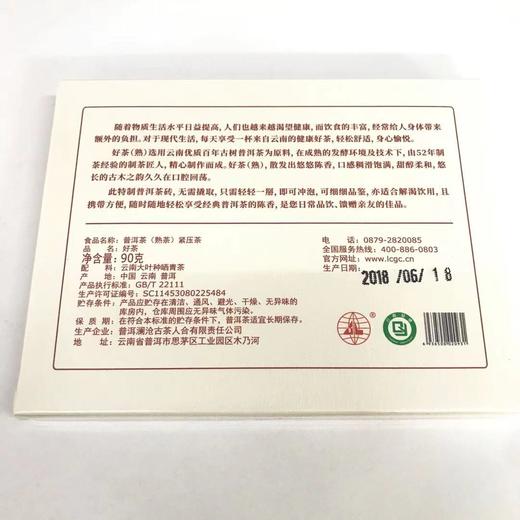 随着物质生活水平日益提高，人们也越来越渴望健康，而饮食的丰富，经常给人身体带来
额外的负担。对于现代生活，每天享受一杯来自云南的健康好茶，轻松舒适，身心愉悦。
好茶(熟)选用云南优质百年古树普洱茶为原料，在成熟的发酵环境及技术下，由52年制
茶经验的制茶匠人，精心制作而成。好茶(熟)，散发出悠悠陈香，口感稠滑饱满，甜醇柔和，悠
长的古木之韵久久在口腔回荡。
此特制普洱茶砖，无需撬取，只需轻轻一掰，即可冲泡，可细细品鉴，亦适合解渴饮用，且
携带方便，随时随地轻松享受经典普洱茶的陈香，是您日常品饮、馈赠亲友的佳品。
食品名称：普洱茶（熟茶）紧压茶
品 名：好茶
净含量：90克
配 料：云南大叶种晒青茶
产 地：中国 云南 普洱
产品执行标准：GB/T 22111
生产许可证编号：SC11453080225484
贮存条件：产品应贮存在清洁、通风、避光、干燥、无异味的
库房内，仓库周围应无异味气体污染。
保 质 期：在符合本标准的贮存条件下，普洱茶适宜长期保存。
生产企业：普洱澜沧古茶人合有限责任公司
地 址：云南省普洱市思茅区工业园区木乃河
电 话：0879-2820085
全国服务热线：400-886-0803
官方网址：www.lcgc.cn
生产日期：2018/06/18